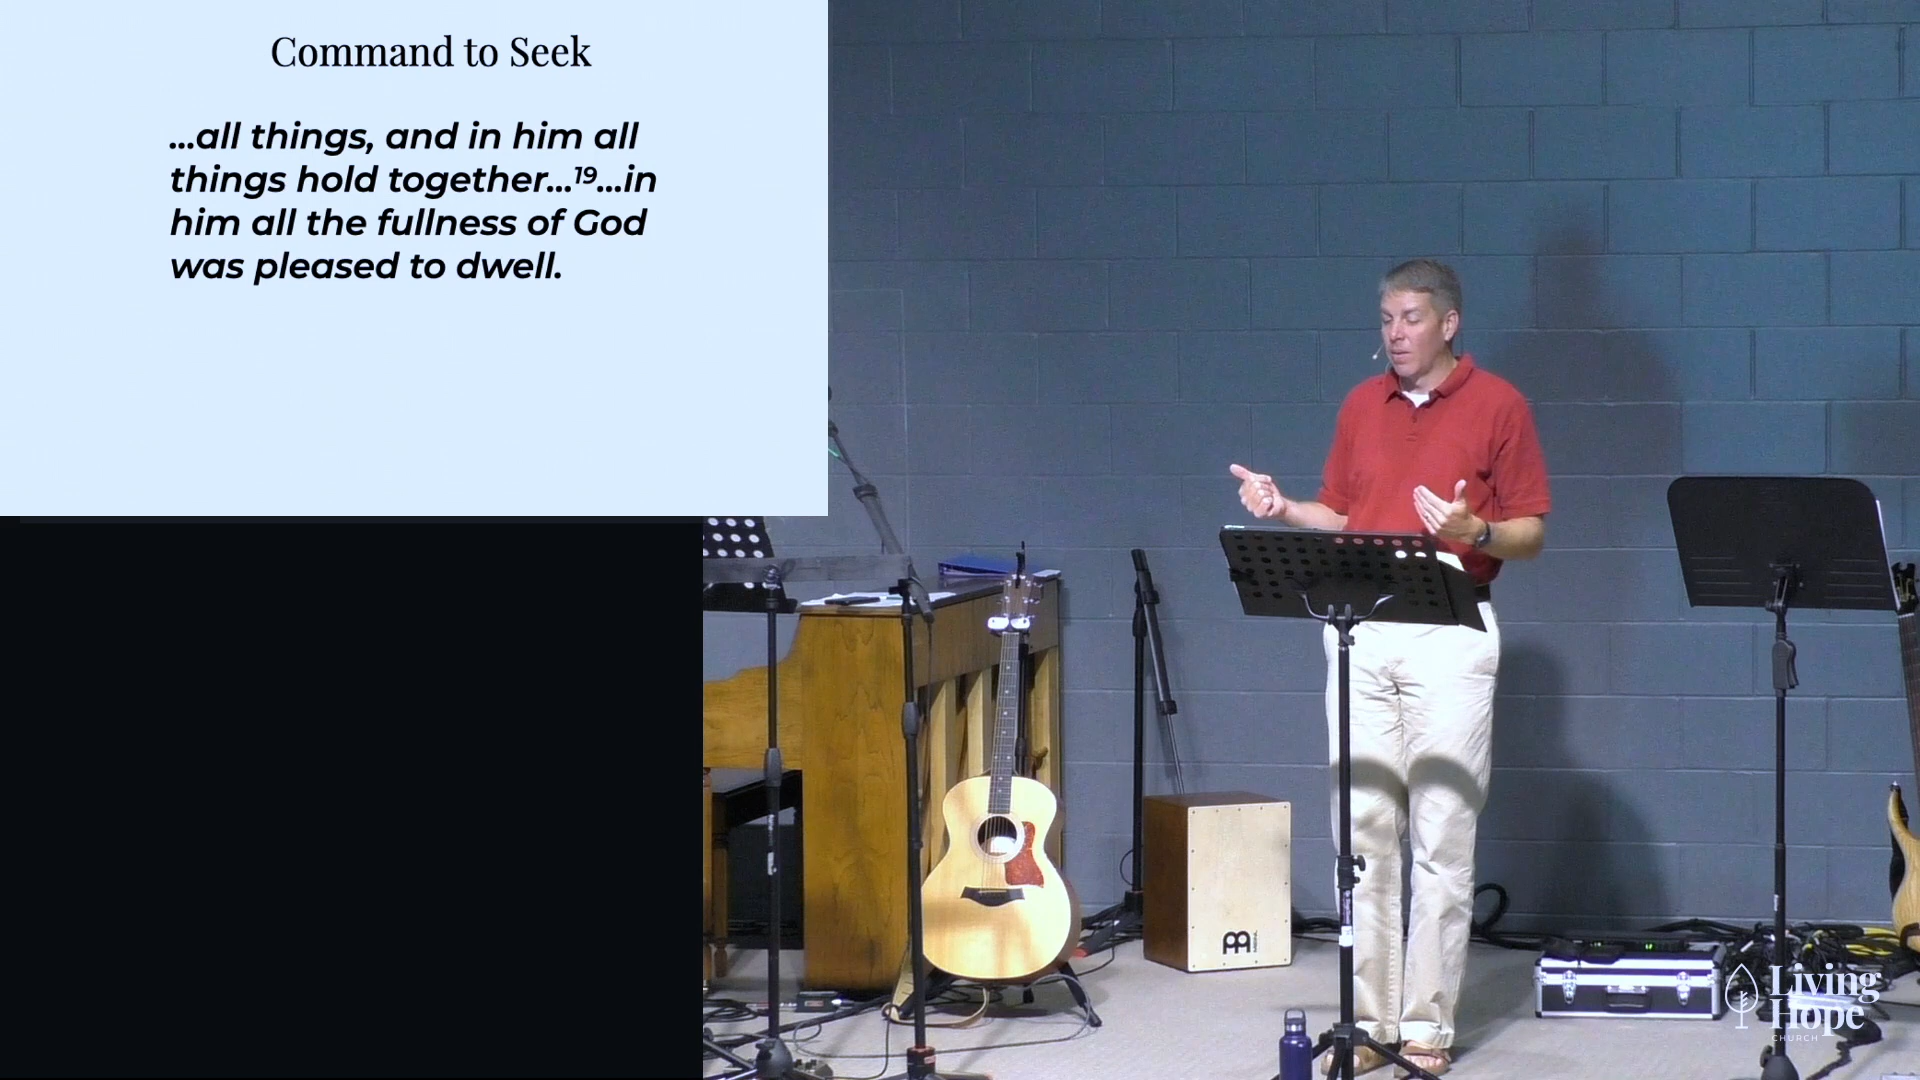 Command to Seek
...all things, and in him all
things hold together...¹⁹...in
him all the fullness of God
was pleased to dwell.
Living
Hope
CHURCH